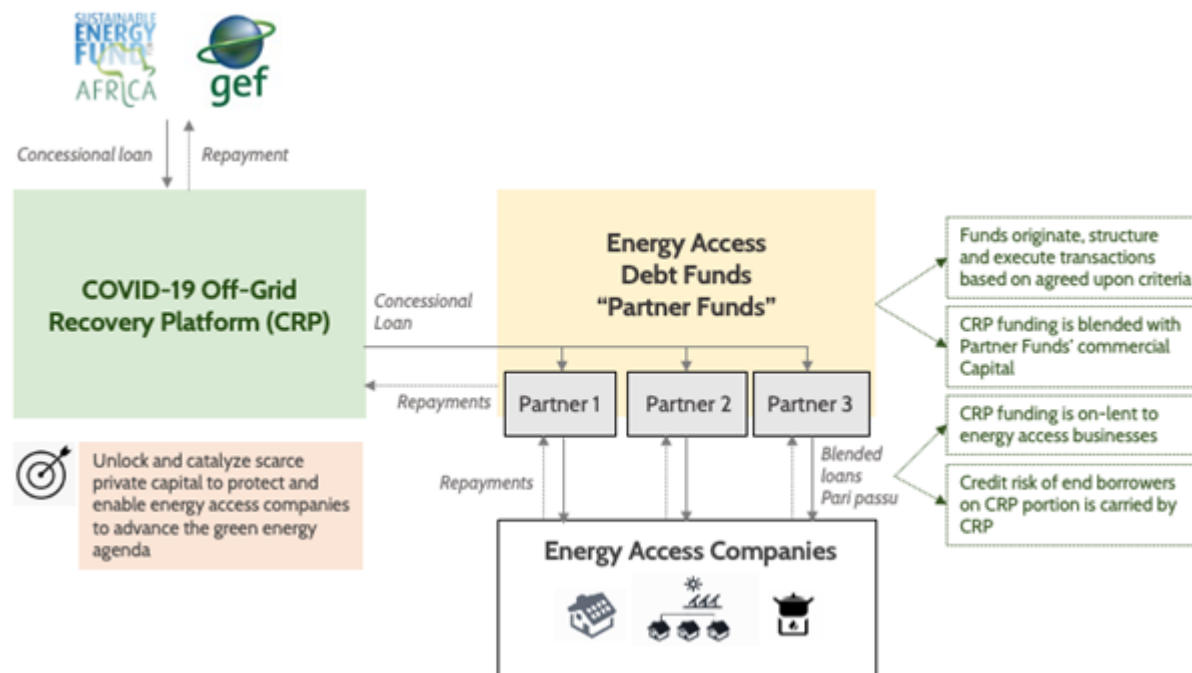 SUSTAINABLE
ENERGY
FUND
AFRICA
gef
Concessional loan
Repayment
COVID-19 Off-Grid
Recovery Platform (CRP)
Concessional
Loan
Repayments
Energy Access
Debt Funds
“Partner Funds”
Partner 1
Partner 2
Partner 3
Funds originate, structure
and execute transactions
based on agreed upon criteria
CRP funding is blended with
Partner Funds’ commercial
Capital
CRP funding is on-lent to
energy access businesses
Credit risk of end borrowers
on CRP portion is carried by
CRP
Unlock and catalyze scarce
private capital to protect and
enable energy access companies
to advance the green energy
agenda
Repayments
Blended
loans
Pari passu
Energy Access Companies